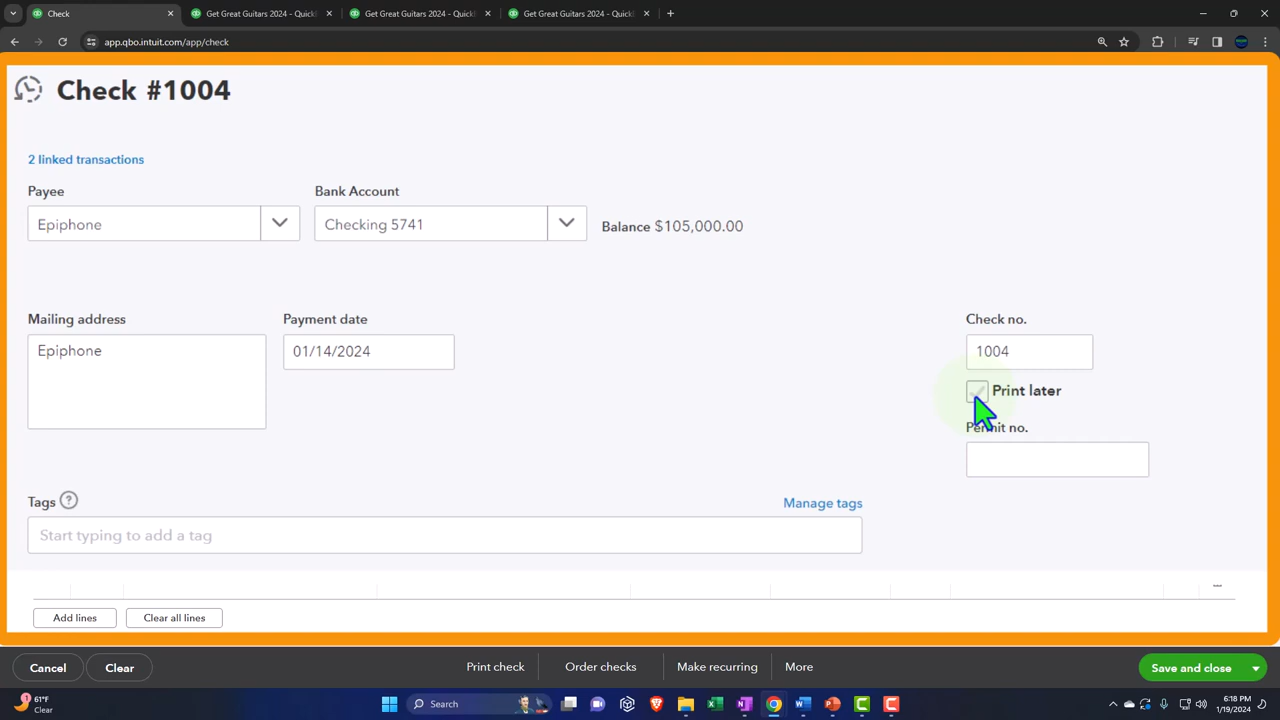 Check
Get Great Guitars 2024 - QuickB
Get Great Guitars 2024 - QuickB
Get Great Guitars 2024 - QuickB
app.qbo.intuit.com/app/check
Check #1004
2 linked transactions
Payee
Bank Account
Epiphone
Checking 5741
Balance $105,000.00
Mailing address
Payment date
Check no.
Epiphone
01/14/2024
1004
Print later
Permit no.
Tags ?
Manage tags
Start typing to add a tag
Add lines
Clear all lines
Cancel
Clear
Print check
Order checks
Make recurring
More
Save and close
1
61°F
Clear
Search
6:18 PM
1/19/2024